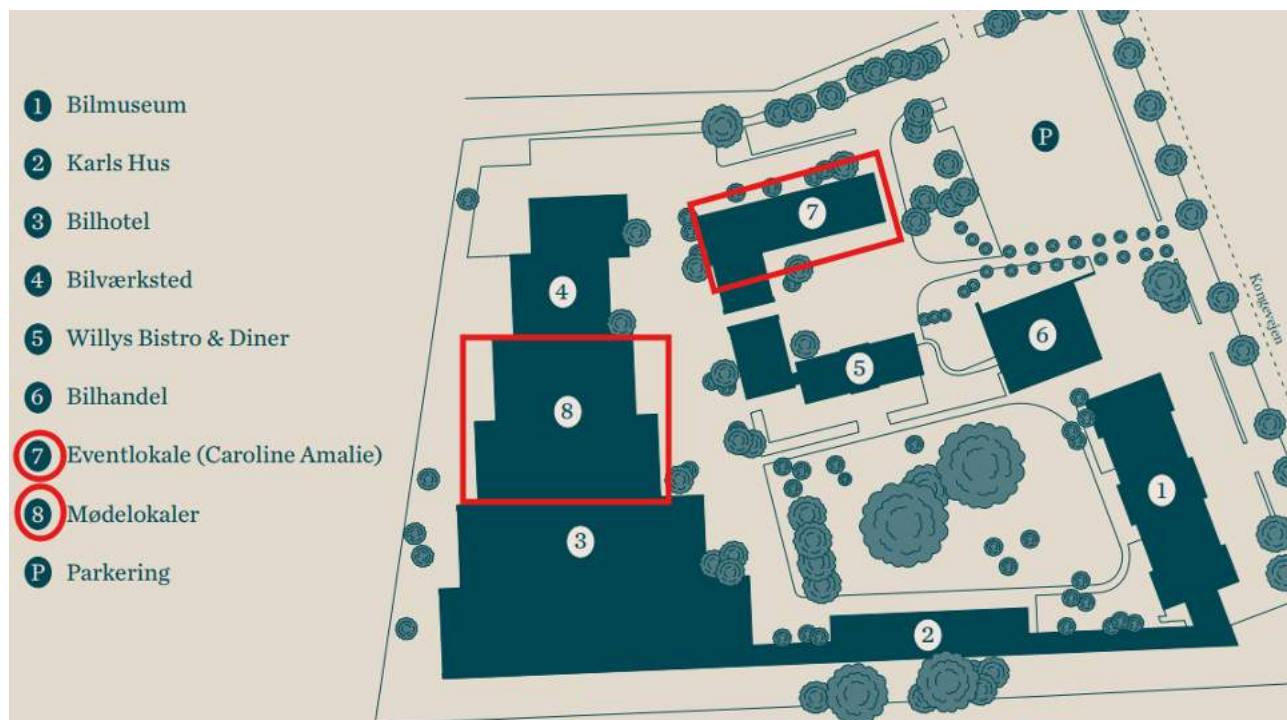 1 Bilmuseum
2 Karls Hus
3 Bilhotel
4 Bilværksted
5 Willys Bistro & Diner
6 Bilhandel
7 Eventlokale (Caroline Amalie)
8 Mødelokaler
P Parkering
P
7
4
6
5
8
1
3
2
Kongevejen